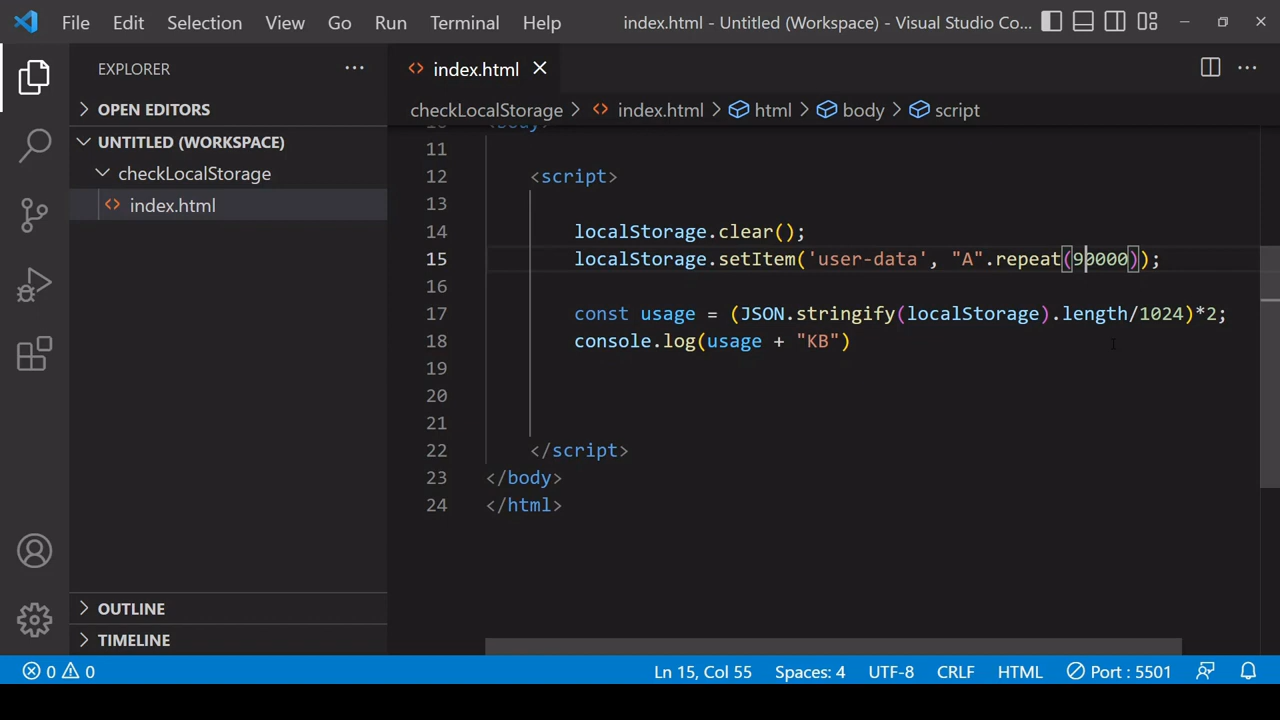 File Edit Selection View Go Run Terminal Help index.html - Untitled (Workspace) - Visual Studio Co...
EXPLORER
index.html
OPEN EDITORS
checkLocalStorage index.html html body script
UNTITLED (WORKSPACE)
checkLocalStorage
index.html
10 <body>
11
12 <script>
13
14 localStorage.clear();
15 localStorage.setItem('user-data', "A".repeat(90000));
16
17 const usage = (JSON.stringify(localStorage).length/1024)*2;
18 console.log(usage + "KB")
19
20
21
22 </script>
23 </body>
24 </html>
OUTLINE
TIMELINE
0 0 Ln 15, Col 55 Spaces: 4 UTF-8 CRLF HTML Port : 5501